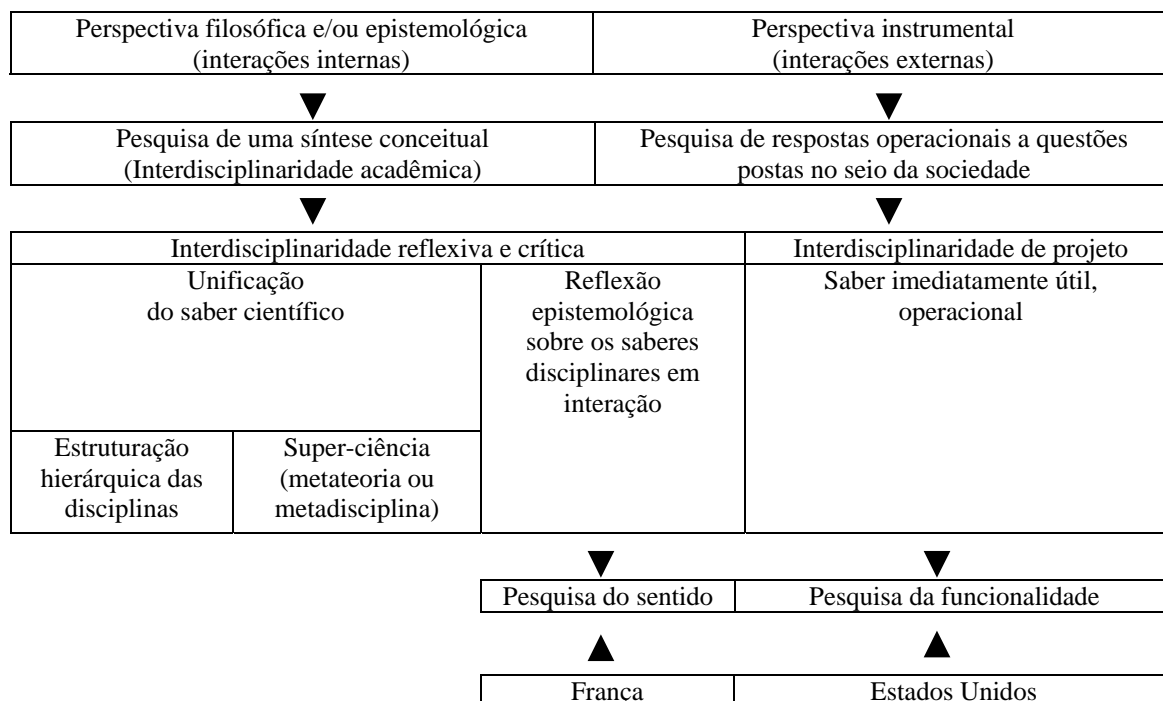 Perspectiva filosófica e/ou epistemológica
(interações internas)
Perspectiva instrumental
(interações externas)
Pesquisa de uma síntese conceitual
(Interdisciplinaridade acadêmica)
Pesquisa de respostas operacionais a questões
postas no seio da sociedade
Interdisciplinaridade reflexiva e crítica
Interdisciplinaridade de projeto
Unificação
do saber científico
Reflexão
epistemológica
sobre os saberes
disciplinares em
interação
Saber imediatamente útil,
operacional
Estruturação
hierárquica das
disciplinas
Super-ciência
(metateoria ou
metadisciplina)
Pesquisa do sentido
Pesquisa da funcionalidade
França
Estados Unidos